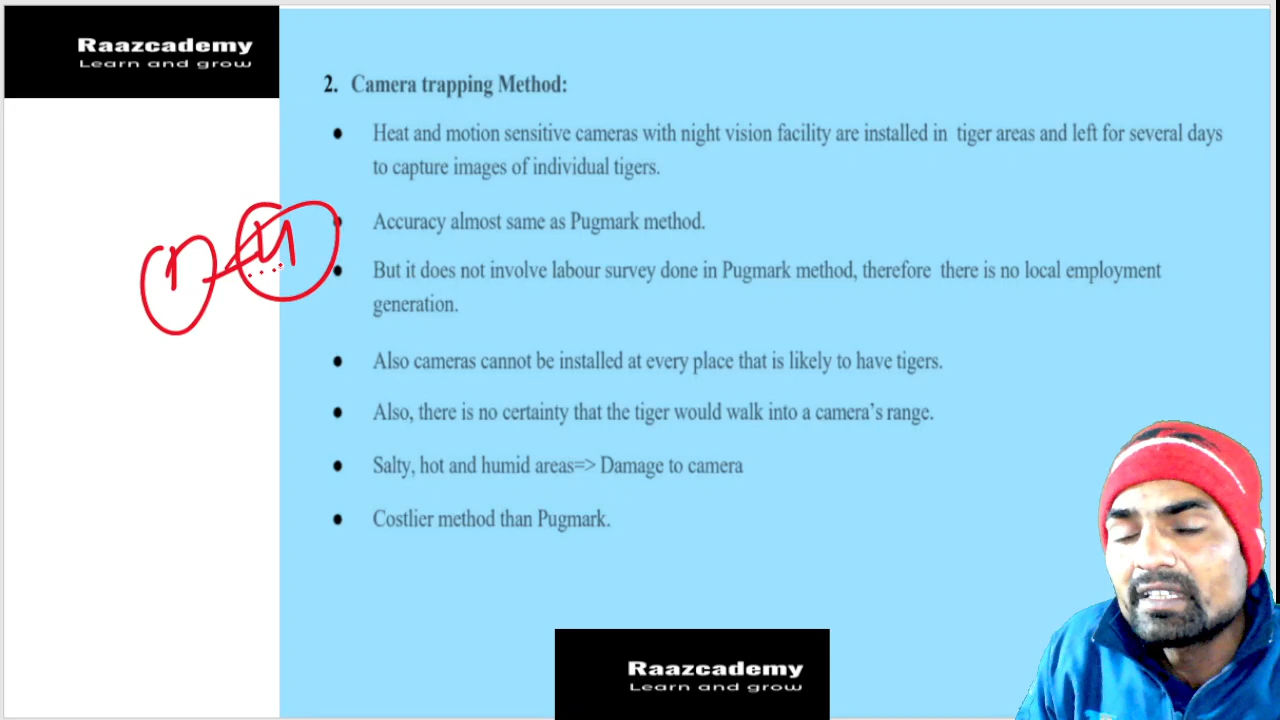 Raazcademy
Learn and grow
2. Camera trapping Method:
● Heat and motion sensitive cameras with night vision facility are installed in tiger areas and left for several days
to capture images of individual tigers.
● Accuracy almost same as Pugmark method.
● But it does not involve labour survey done in Pugmark method, therefore there is no local employment
generation.
● Also cameras cannot be installed at every place that is likely to have tigers.
● Also, there is no certainty that the tiger would walk into a camera's range.
● Salty, hot and humid areas=> Damage to camera
● Costlier method than Pugmark.
Raazcademy
Learn and grow